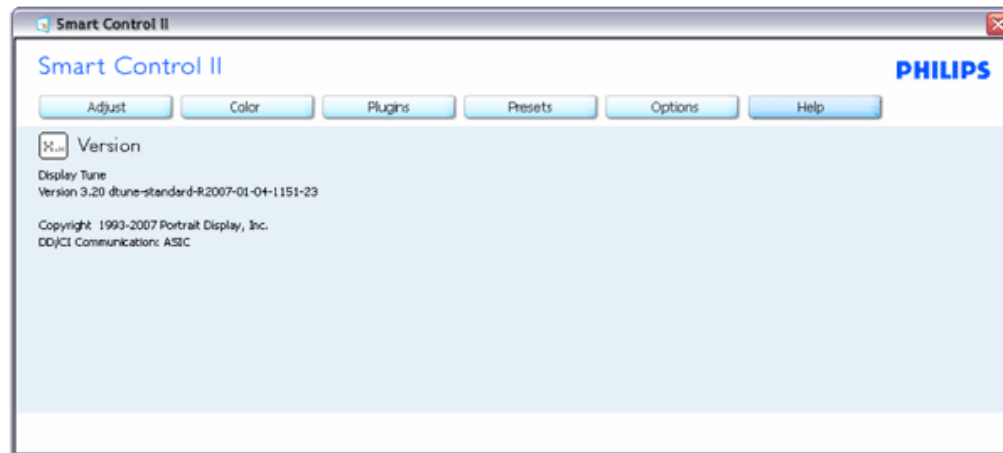 Smart Control II
Smart Control II
PHILIPS
Adjust Color Plugins Presets Options Help
Version
Display Tune
Version 3.20 dtune-standard-R2007-01-04-1151-23
Copyright 1993-2007 Portrait Display, Inc.
DD/CI Communication: ASIC